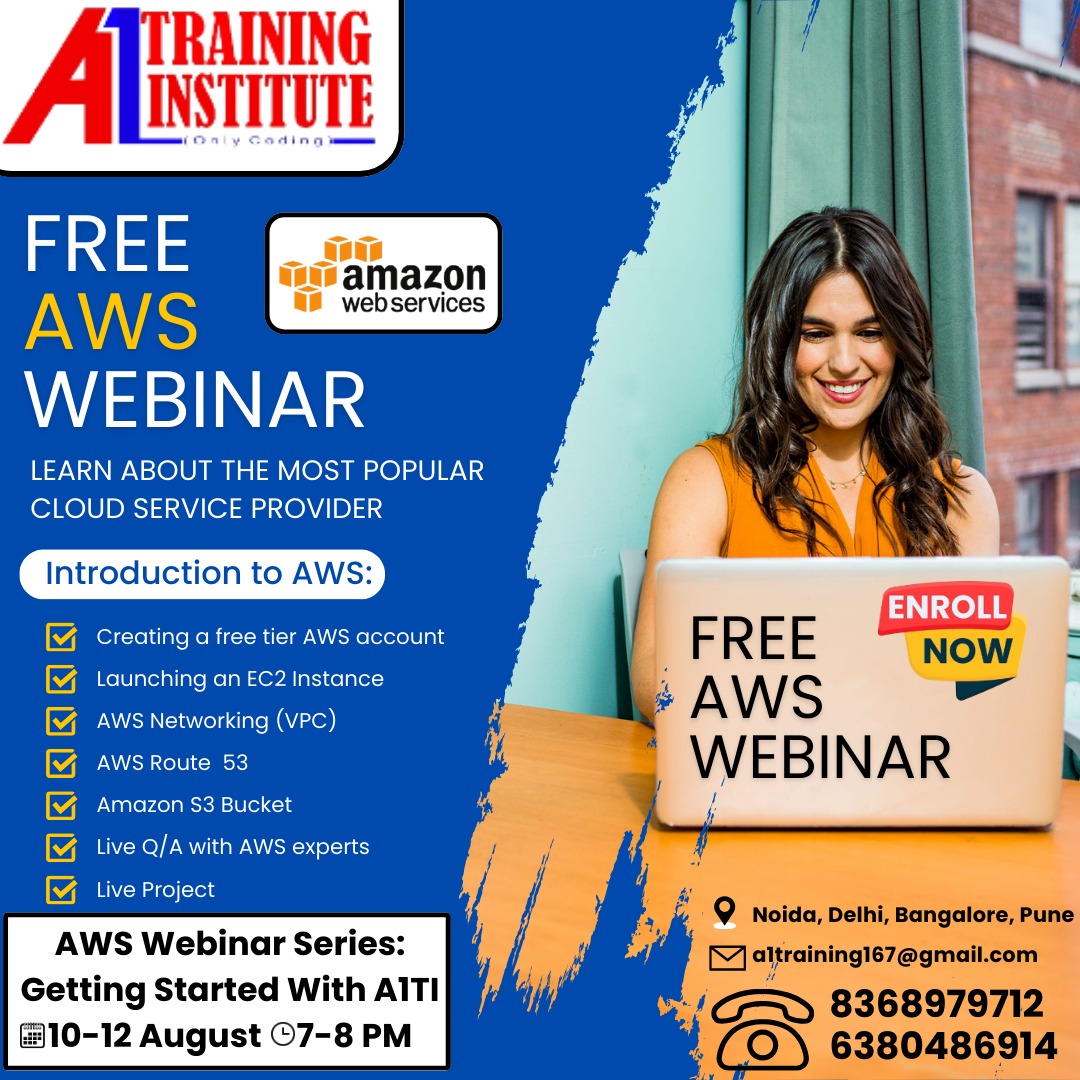 A1 TRAINING
INSTITUTE
(Only Coding)
FREE
AWS
WEBINAR
amazon
web services
LEARN ABOUT THE MOST POPULAR
CLOUD SERVICE PROVIDER
Introduction to AWS:
Creating a free tier AWS account
Launching an EC2 Instance
AWS Networking (VPC)
AWS Route 53
Amazon S3 Bucket
Live Q/A with AWS experts
Live Project
AWS Webinar Series:
Getting Started With A1TI
10-12 August 7-8 PM
FREE
AWS
WEBINAR
ENROLL
NOW
Noida, Delhi, Bangalore, Pune
a1training167@gmail.com
8368979712
6380486914